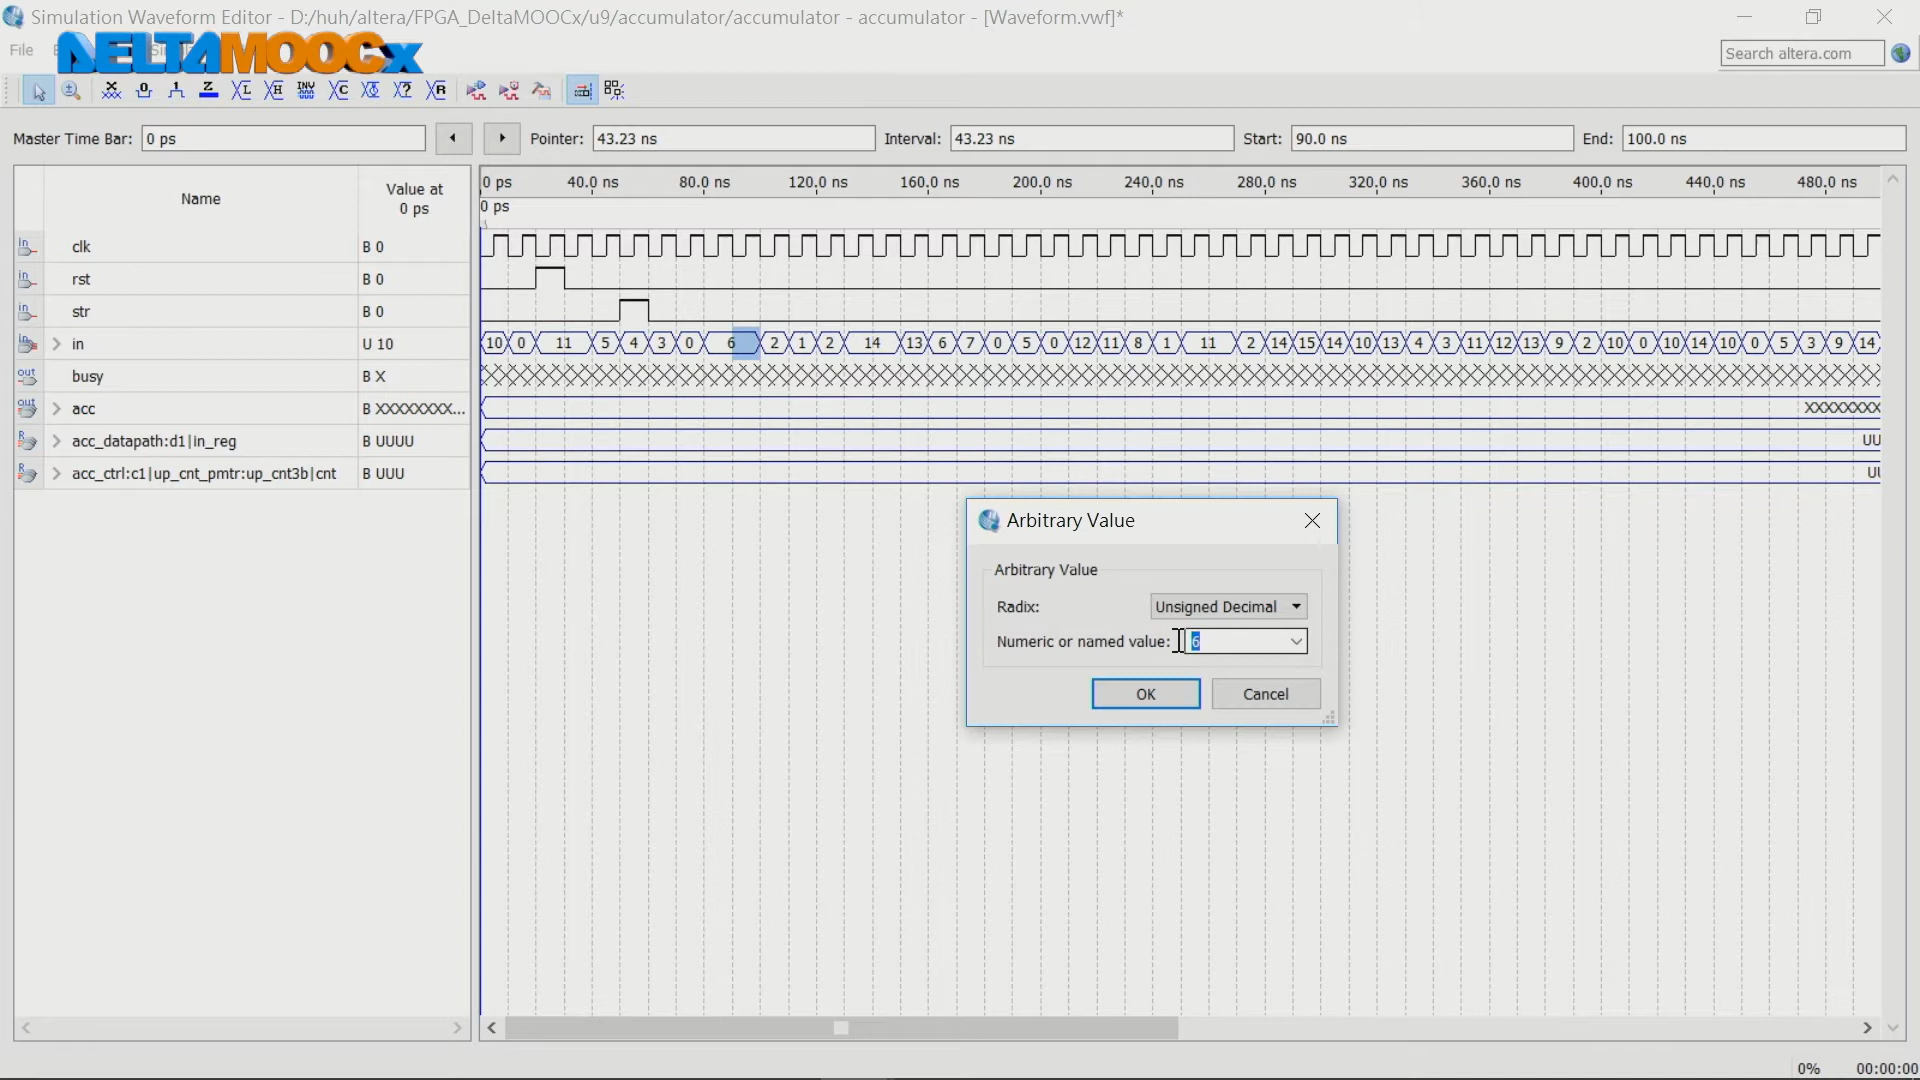 Simulation Waveform Editor - D:/huh/altera/FPGA_DeltaMOOCx/u9/accumulator/accumulator - accumulator - [Waveform.vwf]*
File
DELTAMOOCx
Search altera.com
Master Time Bar: 0 ps Pointer: 43.23 ns Interval: 43.23 ns Start: 90.0 ns End: 100.0 ns
Name Value at 0 ps
0 ps 40.0 ns 80.0 ns 120.0 ns 160.0 ns 200.0 ns 240.0 ns 280.0 ns 320.0 ns 360.0 ns 400.0 ns 440.0 ns 480.0 ns
0 ps
clk B 0
rst B 0
str B 0
in U 10 10 0 11 5 4 3 0 6 2 1 2 14 13 6 7 0 5 0 12 11 8 1 11 2 14 15 14 10 13 4 3 11 12 13 9 2 10 0 10 14 10 0 5 3 9 14
busy B X
acc B XXXXXXXX... XXXXXXXX
acc_datapath:d1|in_reg B UUUU UU
acc_ctrl:c1|up_cnt_pmtr:up_cnt3b|cnt B UUU
Arbitrary Value
Arbitrary Value
Radix: Unsigned Decimal
Numeric or named value: 6
OK Cancel
0% 00:00:00